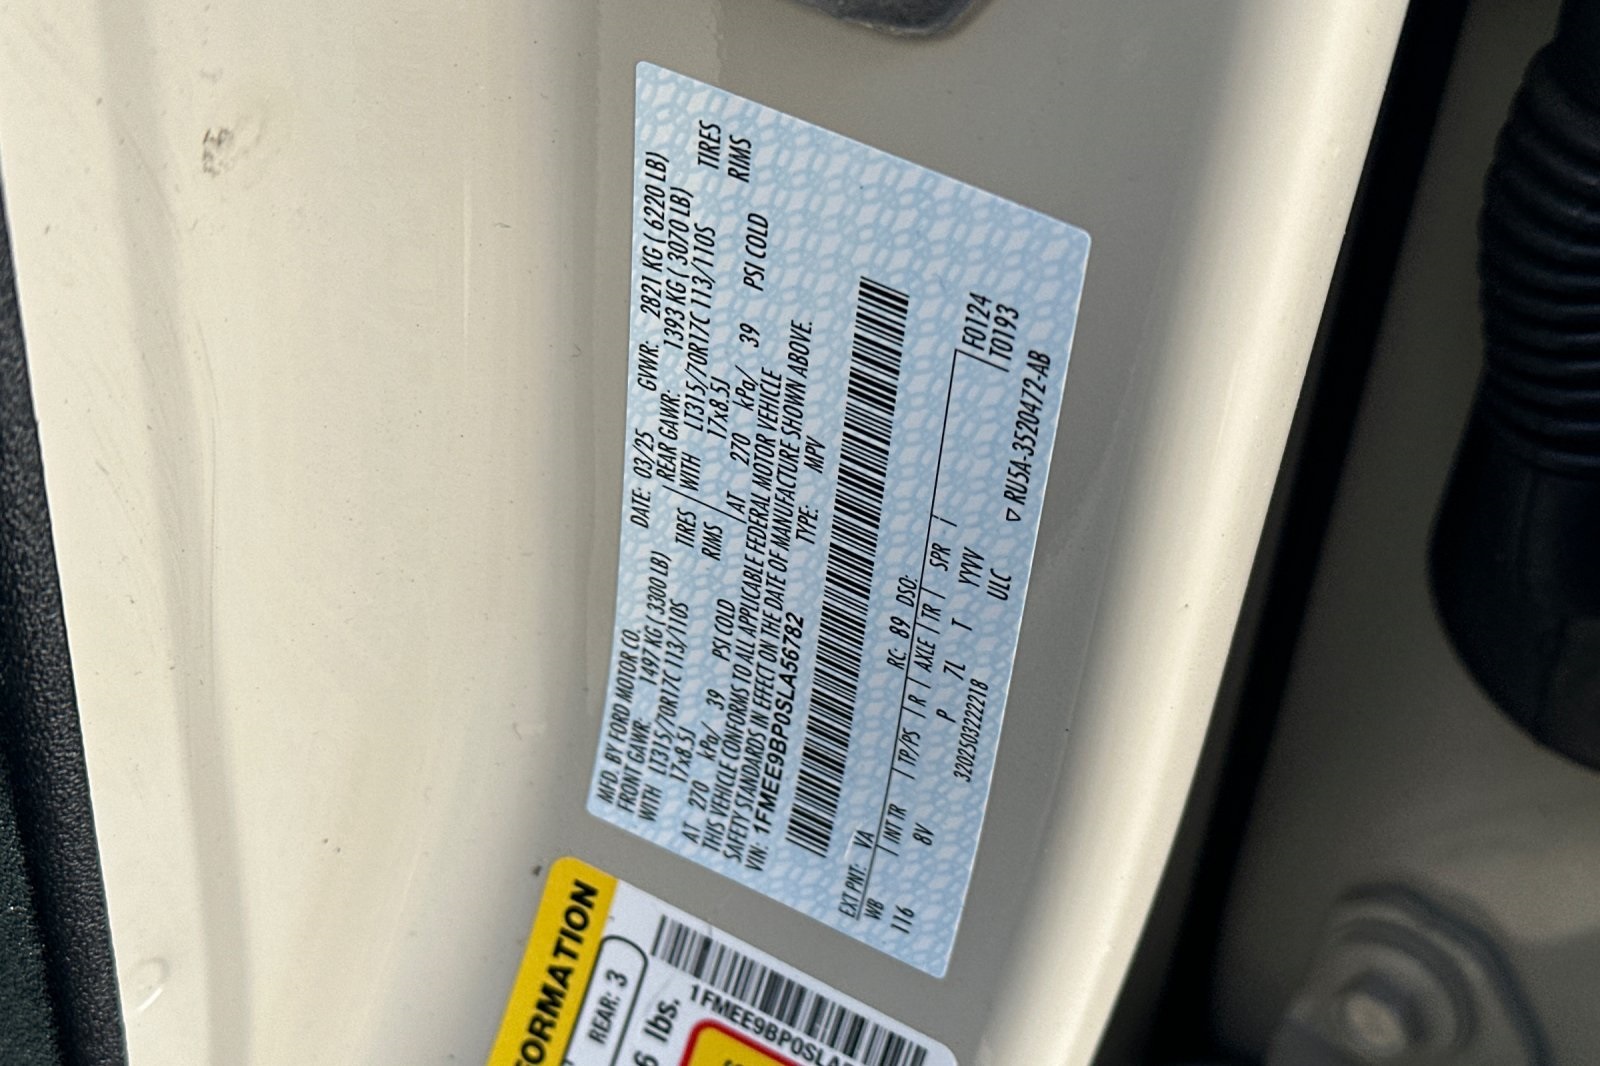 MFD. BY FORD MOTOR CO.
DATE: 03/25 GVWR: 2821 KG ( 6220 LB)
FRONT GAWR: 1497 KG ( 3300 LB) REAR GAWR: 1393 KG ( 3070 LB)
WITH LT315/70R17C 113/110S TIRES WITH LT315/70R17C 113/110S TIRES
17x8.5J RIMS 17x8.5J RIMS
AT 270 kPa/ 39 PSI COLD AT 270 kPa/ 39 PSI COLD
THIS VEHICLE CONFORMS TO ALL APPLICABLE FEDERAL MOTOR VEHICLE
SAFETY STANDARDS IN EFFECT ON THE DATE OF MANUFACTURE SHOWN ABOVE.
VIN: 1FMEE9BP0SLA56782 TYPE: MPV
EXT PNT: VA RC: 89 DSO: F0124
WB INT TR TP/PS R AXLE TR SPR T0193
116 8V P 7L T YYVV
3202503222218 ULC ▽ RU5A-3520472-AB
ORMATION
REAR: 3
6 lbs.
1FMEE9BP0SLA